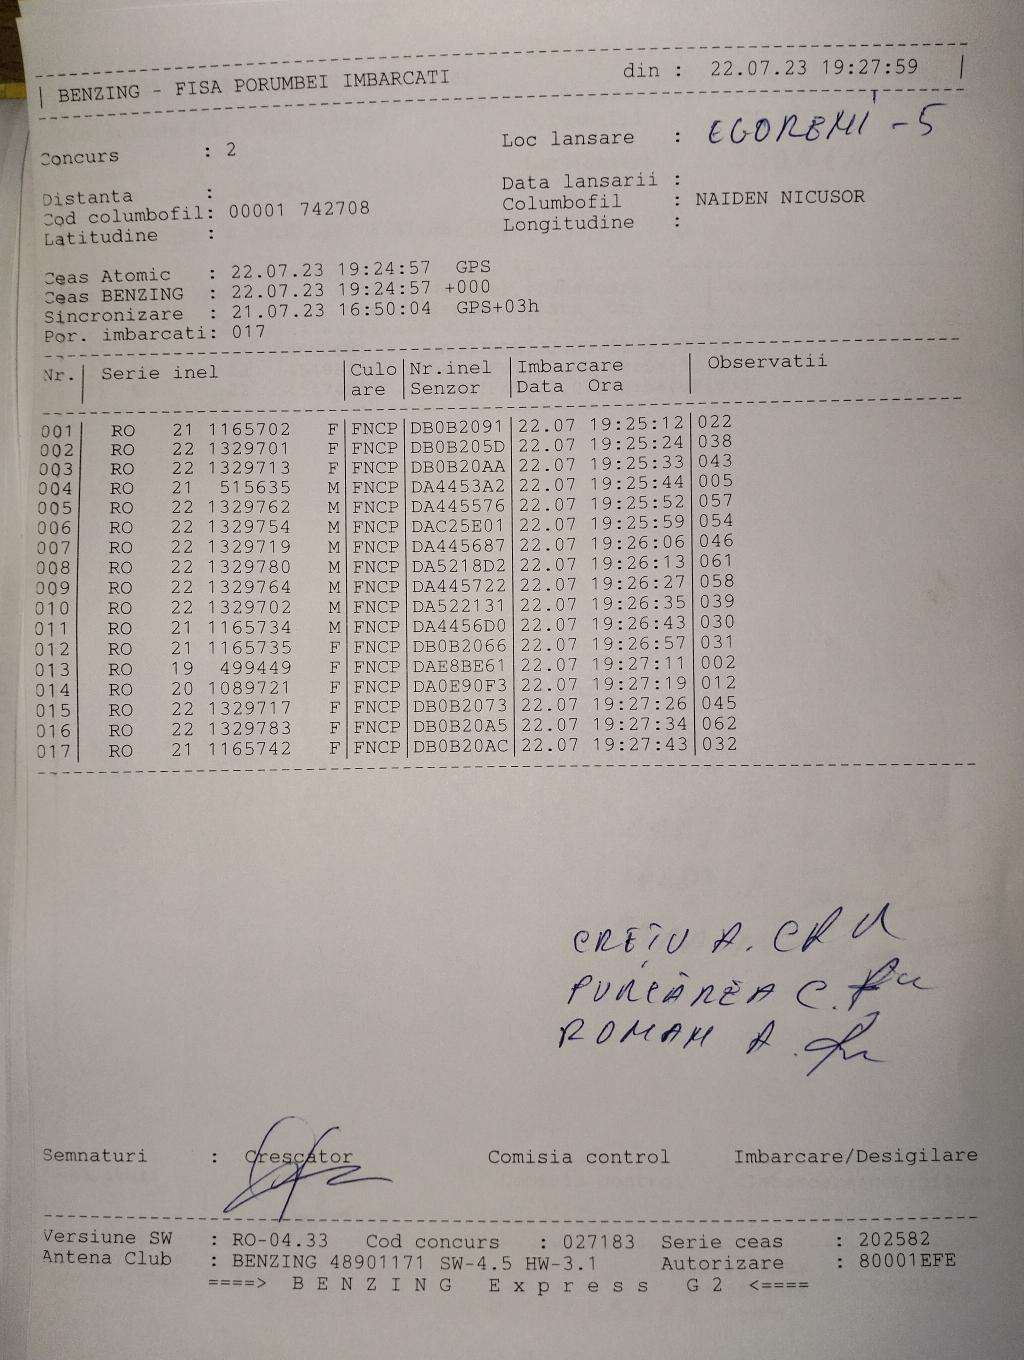 BENZING - FISA PORUMBEI IMBARCATI din : 22.07.23 19:27:59
Concurs : 2 Loc lansare : EGOREMI -5
Distanta : Data lansarii :
Cod columbofil: 00001 742708 Columbofil : NAIDEN NICUSOR
Latitudine : Longitudine :
Ceas Atomic : 22.07.23 19:24:57 GPS
Ceas BENZING : 22.07.23 19:24:57 +000
Sincronizare : 21.07.23 16:50:04 GPS+03h
Por. imbarcati: 017
Nr.| Serie inel |Culo |Nr.inel |Imbarcare | Observatii
|are |Senzor |Data Ora |
001 RO 21 1165702 F|FNCP|DB0B2091|22.07 19:25:12|022
002 RO 22 1329701 F|FNCP|DB0B205D|22.07 19:25:24|038
003 RO 22 1329713 F|FNCP|DB0B20AA|22.07 19:25:33|043
004 RO 21 515635 M|FNCP|DA4453A2|22.07 19:25:44|005
005 RO 22 1329762 M|FNCP|DA445576|22.07 19:25:52|057
006 RO 22 1329754 M|FNCP|DAC25E01|22.07 19:25:59|054
007 RO 22 1329719 M|FNCP|DA445687|22.07 19:26:06|046
008 RO 22 1329780 M|FNCP|DA5218D2|22.07 19:26:13|061
009 RO 22 1329764 M|FNCP|DA445722|22.07 19:26:27|058
010 RO 22 1329702 M|FNCP|DA522131|22.07 19:26:35|039
011 RO 21 1165734 M|FNCP|DA4456D0|22.07 19:26:43|030
012 RO 21 1165735 F|FNCP|DB0B2066|22.07 19:26:57|031
013 RO 19 499449 F|FNCP|DAE8BE61|22.07 19:27:11|002
014 RO 20 1089721 F|FNCP|DA0E90F3|22.07 19:27:19|012
015 RO 22 1329717 F|FNCP|DB0B2073|22.07 19:27:26|045
016 RO 22 1329783 F|FNCP|DB0B20A5|22.07 19:27:34|062
017 RO 21 1165742 F|FNCP|DB0B20AC|22.07 19:27:43|032
CREȚU A.
PURCĂREA C.
ROMAN A.
Semnaturi : Crescator Comisia control Imbarcare/Desigilare
Versiune SW : RO-04.33 Cod concurs : 027183 Serie ceas : 202582
Antena Club : BENZING 48901171 SW-4.5 HW-3.1 Autorizare : 80001EFE
====> B E N Z I N G E x p r e s s G 2 <====